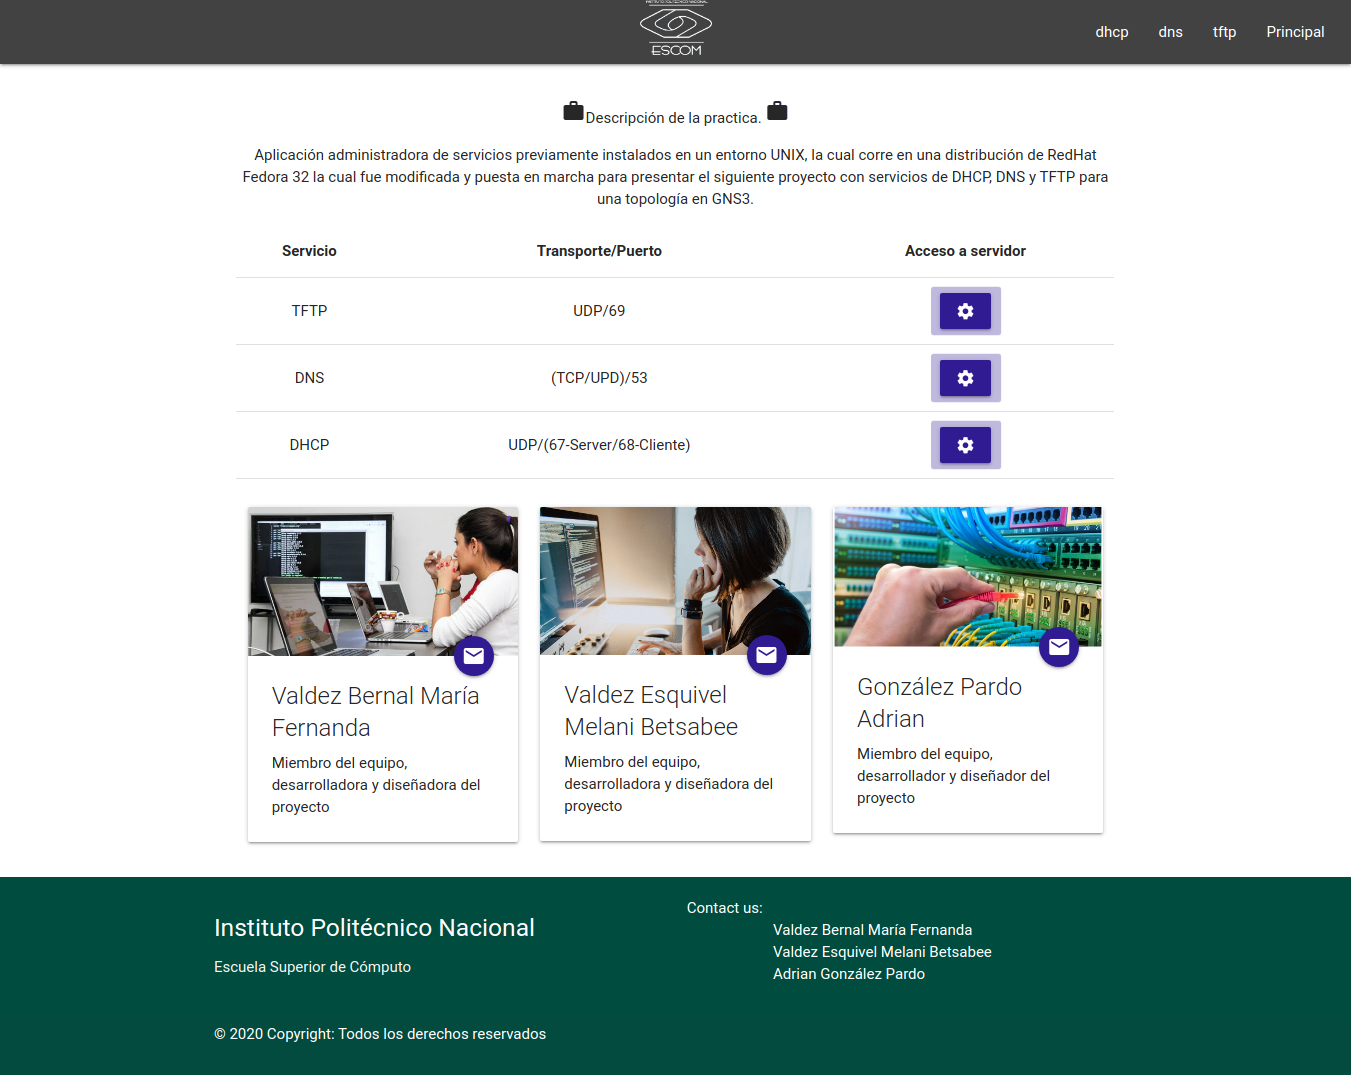 INSTITUTO POLITECNICO NACIONAL
ESCOM
dhcp dns tftp Principal
Descripción de la practica.
Aplicación administradora de servicios previamente instalados en un entorno UNIX, la cual corre en una distribución de RedHat
Fedora 32 la cual fue modificada y puesta en marcha para presentar el siguiente proyecto con servicios de DHCP, DNS y TFTP para
una topología en GNS3.
Servicio Transporte/Puerto Acceso a servidor
TFTP UDP/69
DNS (TCP/UPD)/53
DHCP UDP/(67-Server/68-Cliente)
Valdez Bernal María
Fernanda
Miembro del equipo,
desarrolladora y diseñadora del
proyecto
Valdez Esquivel
Melani Betsabee
Miembro del equipo,
desarrolladora y diseñadora del
proyecto
González Pardo
Adrian
Miembro del equipo,
desarrollador y diseñador del
proyecto
Instituto Politécnico Nacional
Escuela Superior de Cómputo
Contact us:
Valdez Bernal María Fernanda
Valdez Esquivel Melani Betsabee
Adrian González Pardo
© 2020 Copyright: Todos los derechos reservados